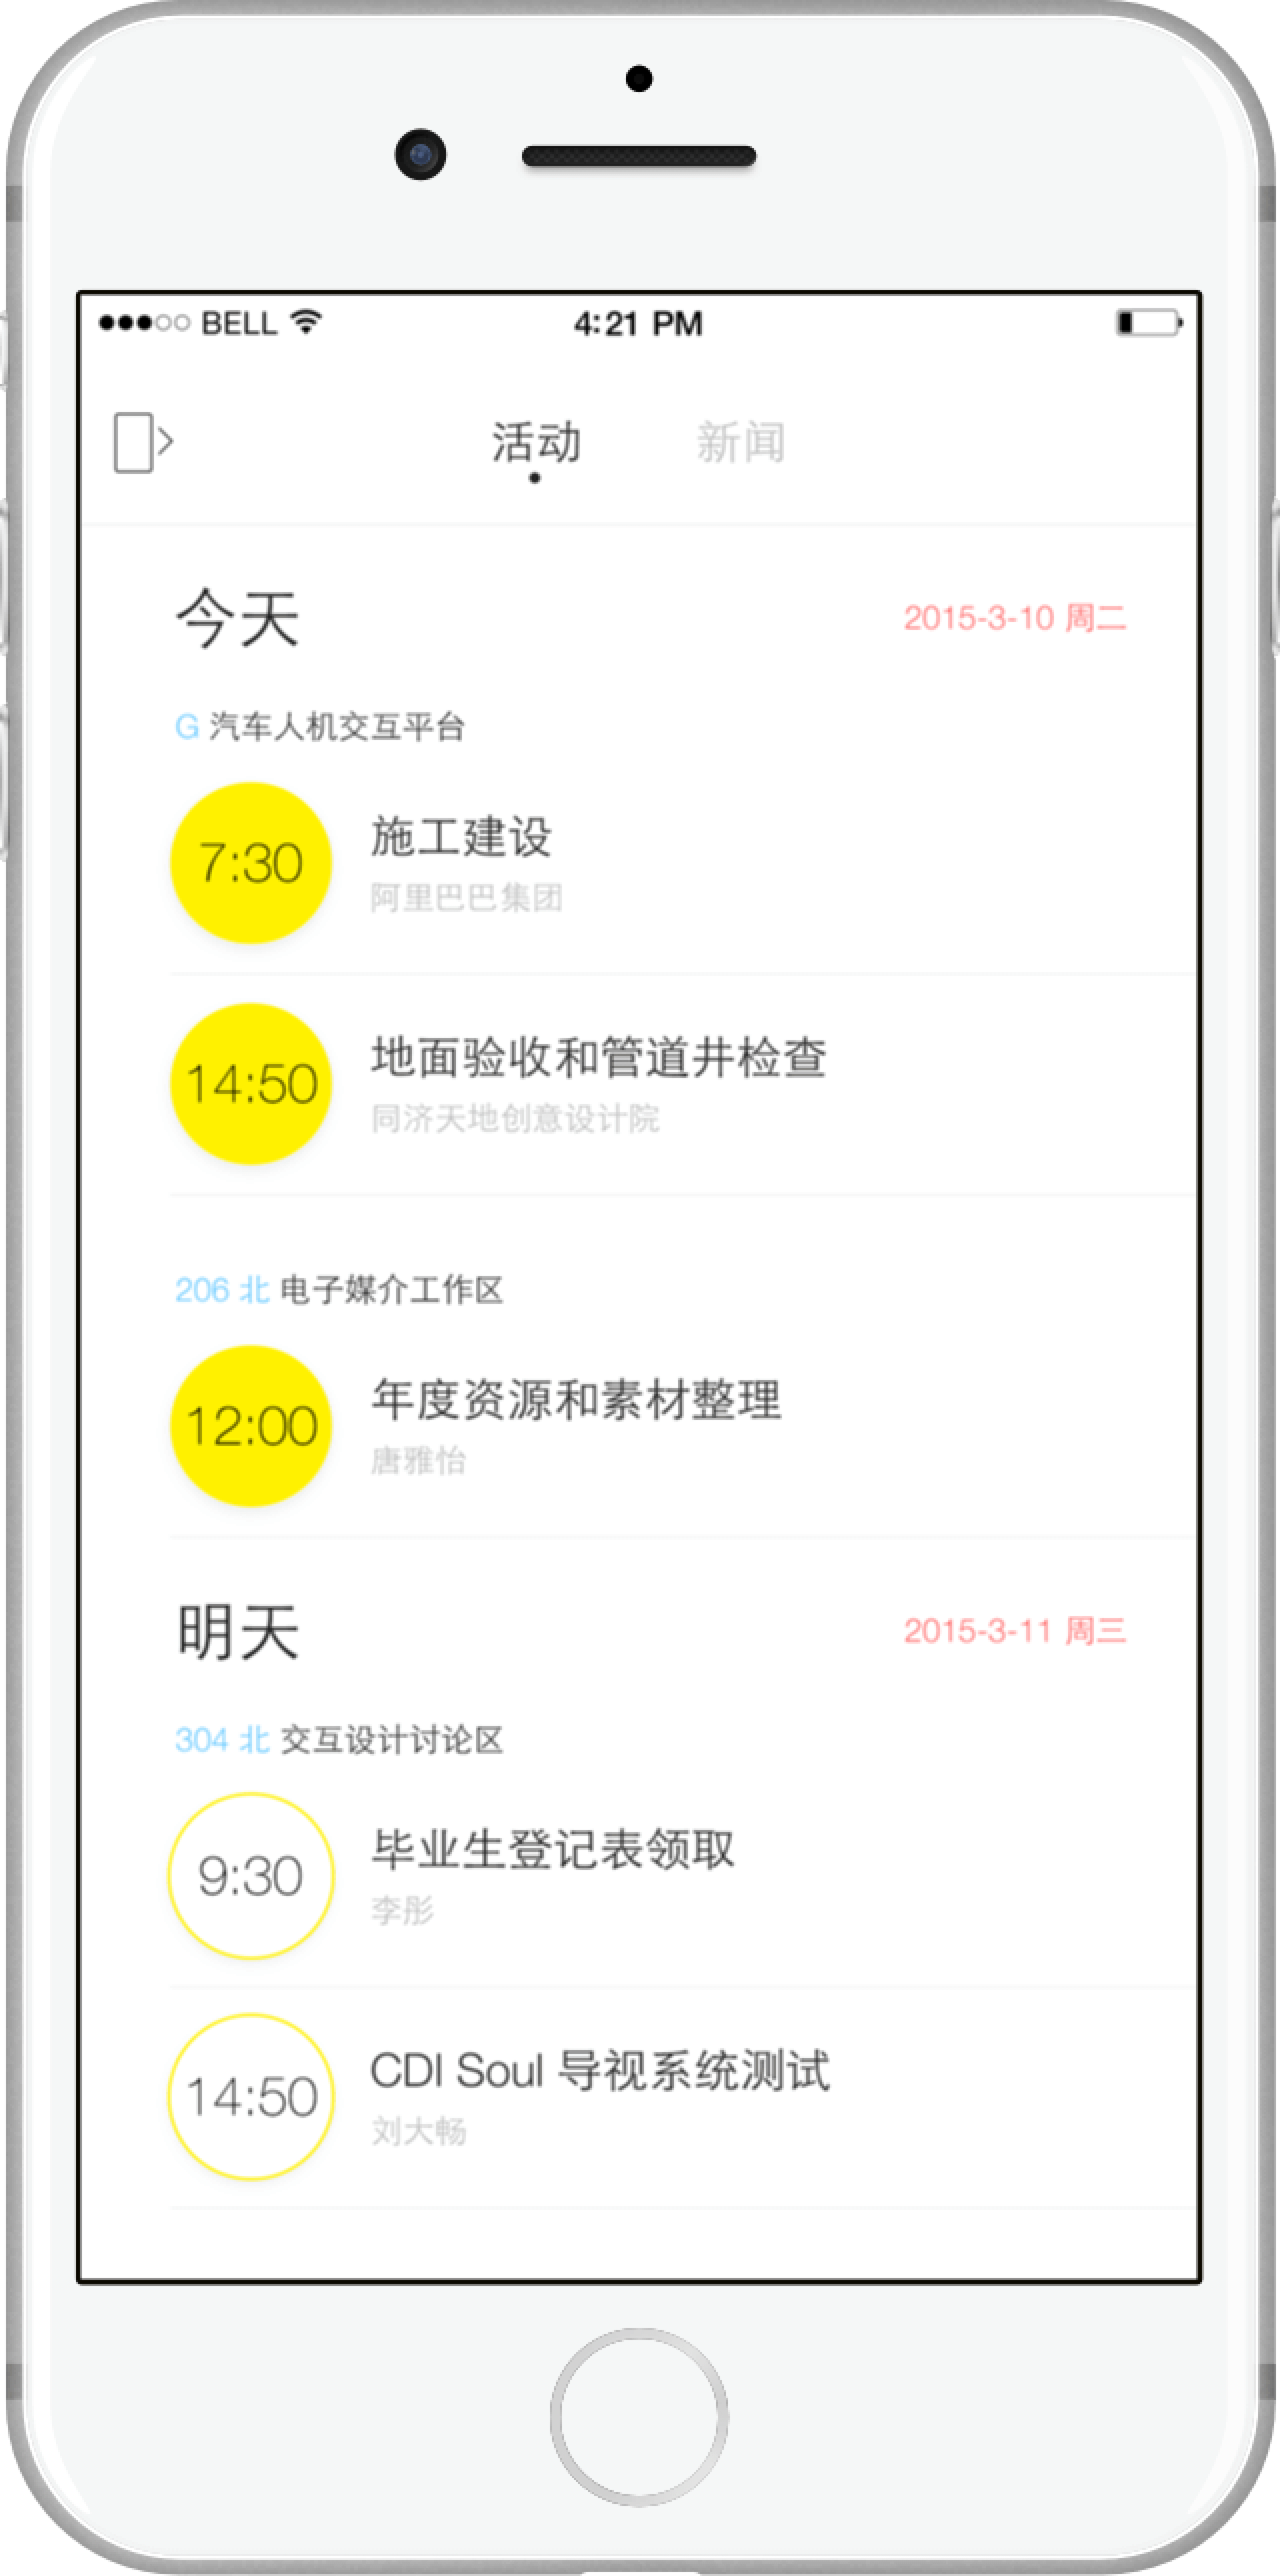 BELL 4:21 PM
活动 新闻
今天 2015-3-10 周二
G 汽车人机交互平台
7:30 施工建设
阿里巴巴集团
14:50 地面验收和管道井检查
同济天地创意设计院
206 北 电子媒介工作区
12:00 年度资源和素材整理
唐雅怡
明天 2015-3-11 周三
304 北 交互设计讨论区
9:30 毕业生登记表领取
李彤
14:50 CDI Soul 导视系统测试
刘大畅